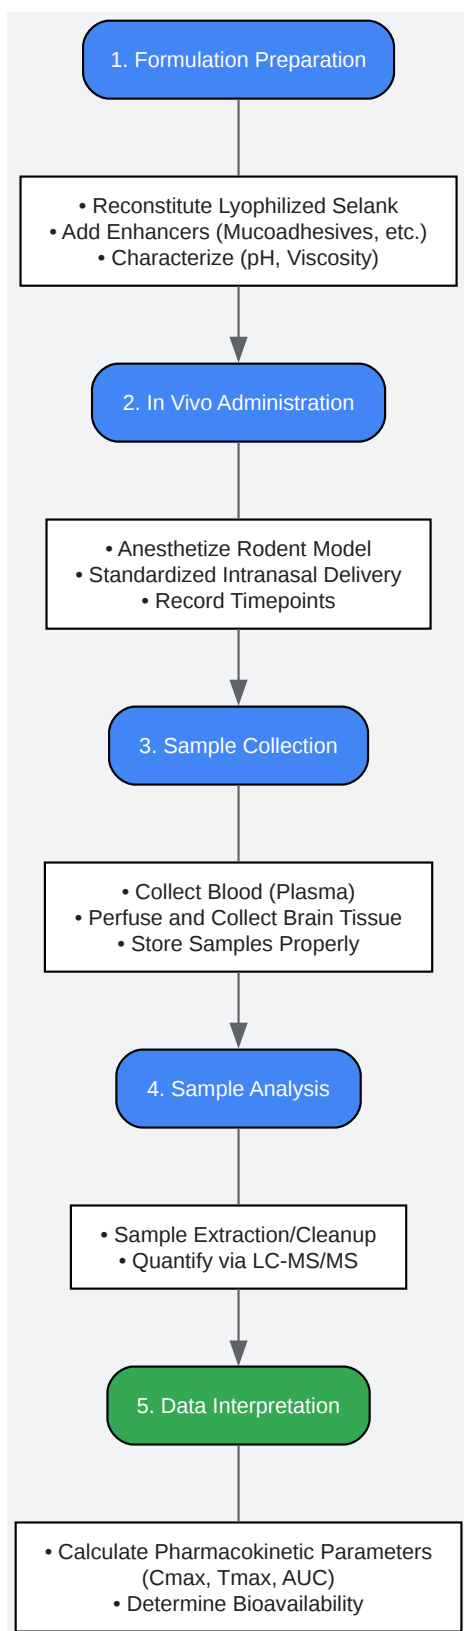 1. Formulation Preparation
• Reconstitute Lyophilized Selank
• Add Enhancers (Mucoadhesives, etc.)
• Characterize (pH, Viscosity)
2. In Vivo Administration
• Anesthetize Rodent Model
• Standardized Intranasal Delivery
• Record Timepoints
3. Sample Collection
• Collect Blood (Plasma)
• Perfuse and Collect Brain Tissue
• Store Samples Properly
4. Sample Analysis
• Sample Extraction/Cleanup
• Quantify via LC-MS/MS
5. Data Interpretation
• Calculate Pharmacokinetic Parameters
(Cmax, Tmax, AUC)
• Determine Bioavailability